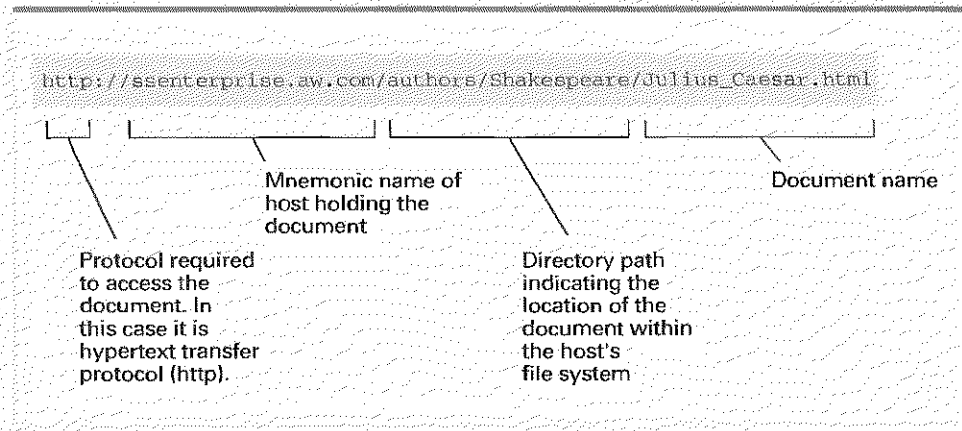 http://ssenterprise.aw.com/authors/Shakespeare/Julius_Caesar.html
Mnemonic name of
host holding the
document
Document name
Protocol required
to access the
document. In
this case it is
hypertext transfer
protocol (http).
Directory path
indicating the
location of the
document within
the host's
file system